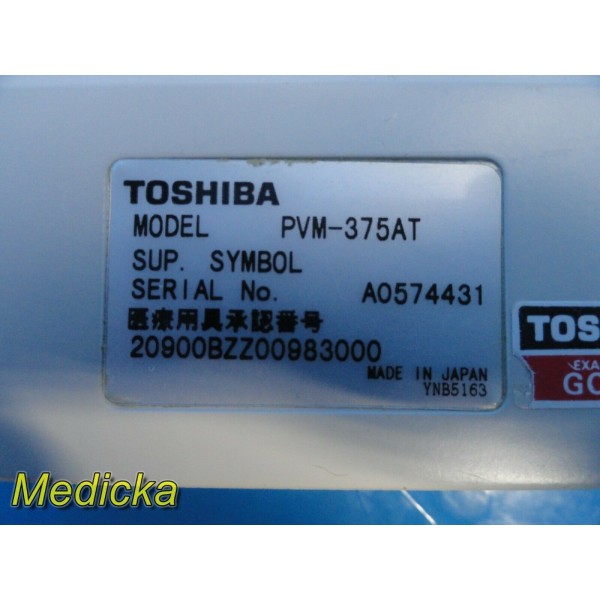 TOSHIBA
MODEL PVM-375AT
SUP. SYMBOL
SERIAL No. A0574431
医療用具承認番号
20900BZZ00983000
MADE IN JAPAN
YNB5163
TOS
EXA
GO
Medicka